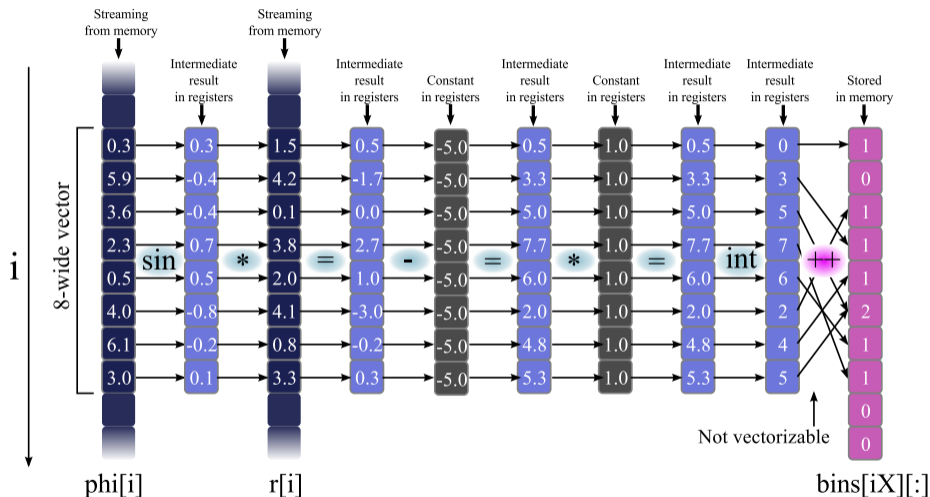 Streaming
from memory
Streaming
from memory
Intermediate
result
in registers
Intermediate
result
in registers
Constant
in registers
Intermediate
result
in registers
Constant
in registers
Intermediate
result
in registers
Intermediate
result
in registers
Stored
in memory
i
8-wide vector
0.3 0.3 1.5 0.5 -5.0 0.5 1.0 0.5 0 1
5.9 -0.4 4.2 -1.7 -5.0 3.3 1.0 3.3 3 0
3.6 -0.4 0.1 0.0 -5.0 5.0 1.0 5.0 5 1
2.3 0.7 3.8 2.7 -5.0 7.7 1.0 7.7 7 1
sin * = - = * = int ++
0.5 0.5 2.0 1.0 -5.0 6.0 1.0 6.0 6 1
4.0 -0.8 4.1 -3.0 -5.0 2.0 1.0 2.0 2 2
6.1 -0.2 0.8 -0.2 -5.0 4.8 1.0 4.8 4 1
3.0 0.1 3.3 0.3 -5.0 5.3 1.0 5.3 5 1
0
0
Not vectorizable
phi[i]
r[i]
bins[iX][:]